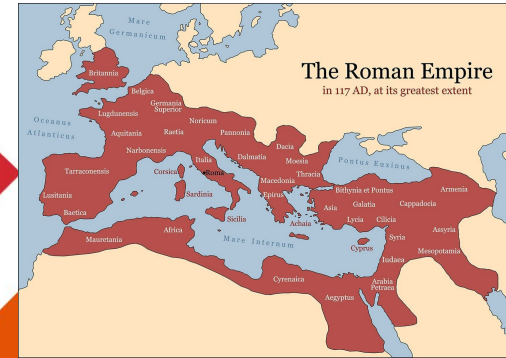 The Roman Empire
in 117 AD, at its greatest extent
Mare
Germanicum
Britannia
Belgica
Germania
Superior
Lugdunensis
Noricum
Oceanus
Atlanticus
Aquitania
Raetia
Pannonia
Dacia
Narbonensis
Italia
Dalmatia
Moesia
Pontus Euxinus
Tarraconensis
Corsica
Roma
Thracia
Macedonia
Bithynia et Pontus
Armenia
Lusitania
Sardinia
Epirus
Galatia
Cappadocia
Asia
Baetica
Sicilia
Achaia
Lycia
Cilicia
Mauretania
Africa
Mare Internum
Cyprus
Syria
Assyria
Mesopotamia
Iudaea
Cyrenaica
Arabia
Petraea
Aegyptus